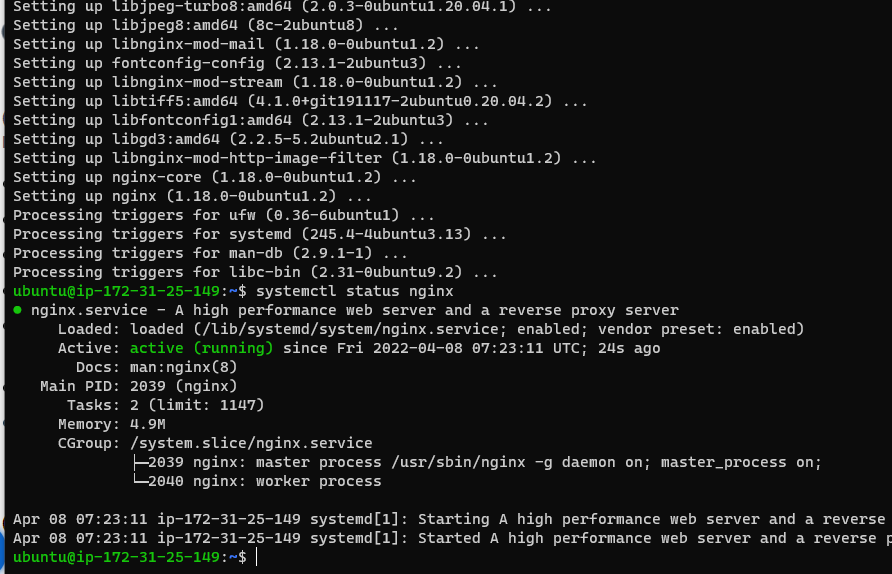 Setting up libjpeg-turbo8:amd64 (2.0.3-0ubuntu1.20.04.1) ...
Setting up libjpeg8:amd64 (8c-2ubuntu8) ...
Setting up libnginx-mod-mail (1.18.0-0ubuntu1.2) ...
Setting up fontconfig-config (2.13.1-2ubuntu3) ...
Setting up libnginx-mod-stream (1.18.0-0ubuntu1.2) ...
Setting up libtiff5:amd64 (4.1.0+git191117-2ubuntu0.20.04.2) ...
Setting up libfontconfig1:amd64 (2.13.1-2ubuntu3) ...
Setting up libgd3:amd64 (2.2.5-5.2ubuntu2.1) ...
Setting up libnginx-mod-http-image-filter (1.18.0-0ubuntu1.2) ...
Setting up nginx-core (1.18.0-0ubuntu1.2) ...
Setting up nginx (1.18.0-0ubuntu1.2) ...
Processing triggers for ufw (0.36-6ubuntu1) ...
Processing triggers for systemd (245.4-4ubuntu3.13) ...
Processing triggers for man-db (2.9.1-1) ...
Processing triggers for libc-bin (2.31-0ubuntu9.2) ...
ubuntu@ip-172-31-25-149:~$ systemctl status nginx
● nginx.service - A high performance web server and a reverse proxy server
Loaded: loaded (/lib/systemd/system/nginx.service; enabled; vendor preset: enabled)
Active: active (running) since Fri 2022-04-08 07:23:11 UTC; 24s ago
Docs: man:nginx(8)
Main PID: 2039 (nginx)
Tasks: 2 (limit: 1147)
Memory: 4.9M
CGroup: /system.slice/nginx.service
├─2039 nginx: master process /usr/sbin/nginx -g daemon on; master_process on;
└─2040 nginx: worker process
Apr 08 07:23:11 ip-172-31-25-149 systemd[1]: Starting A high performance web server and a reverse
Apr 08 07:23:11 ip-172-31-25-149 systemd[1]: Started A high performance web server and a reverse p
ubuntu@ip-172-31-25-149:~$